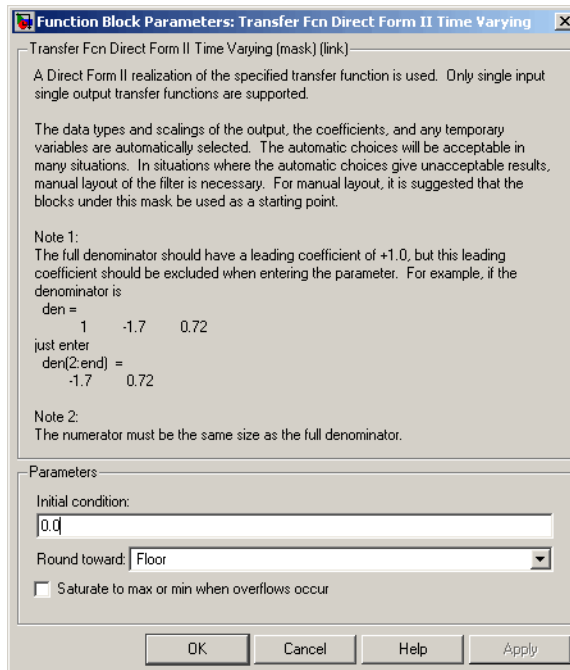 Function Block Parameters: Transfer Fcn Direct Form II Time Varying
Transfer Fcn Direct Form II Time Varying (mask) (link)
A Direct Form II realization of the specified transfer function is used.  Only single input
single output transfer functions are supported.
The data types and scalings of the output, the coefficients, and any temporary
variables are automatically selected.  The automatic choices will be acceptable in
many situations.  In situations where the automatic choices give unacceptable results,
manual layout of the filter is necessary.  For manual layout, it is suggested that the
blocks under this mask be used as a starting point.
Note 1:
The full denominator should have a leading coefficient of +1.0, but this leading
coefficient should be excluded when entering the parameter.  For example, if the
denominator is
den =
1 -1.7 0.72
just enter
den(2:end) =
-1.7 0.72
Note 2:
The numerator must be the same size as the full denominator.
Parameters
Initial condition:
0.0
Round toward: Floor
Saturate to max or min when overflows occur
OK Cancel Help Apply